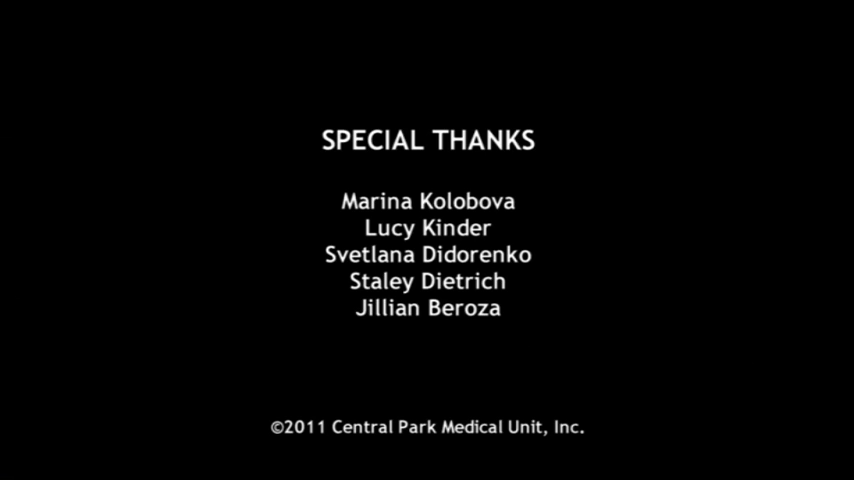 SPECIAL THANKS
Marina Kolobova
Lucy Kinder
Svetlana Didorenko
Staley Dietrich
Jillian Beroza
©2011 Central Park Medical Unit, Inc.